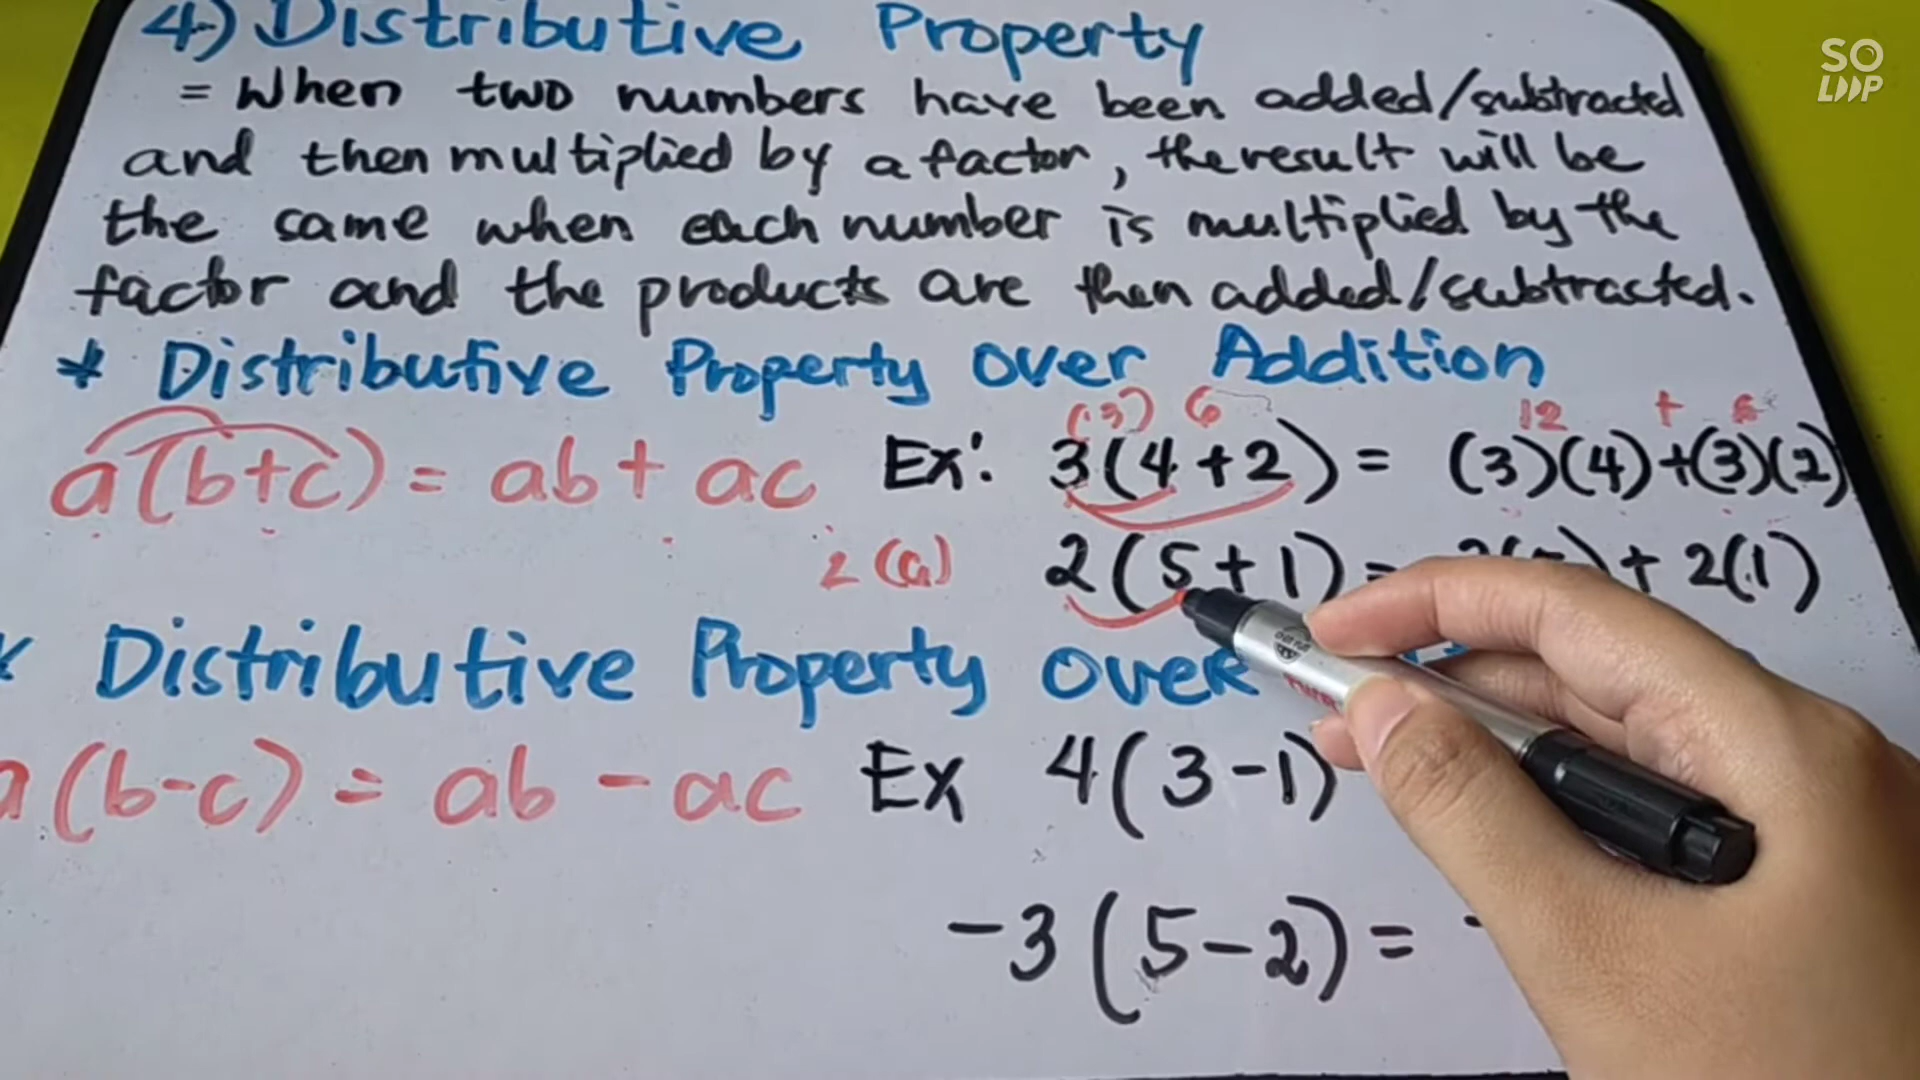 4) Distributive Property
= When two numbers have been added/subtracted
and then multiplied by a factor, the result will be
the same when each number is multiplied by the
factor and the products are then added/subtracted.
* Distributive Property over Addition
(3) 6 12 +
a(b+c) = ab + ac Ex: 3(4+2) = (3)(4)+(3)(2)
2(a) 2(5+1) = + 2(1)
Distributive Property over
a(b-c) = ab - ac Ex 4(3-1)
-3(5-2) = -
SO
LOOP